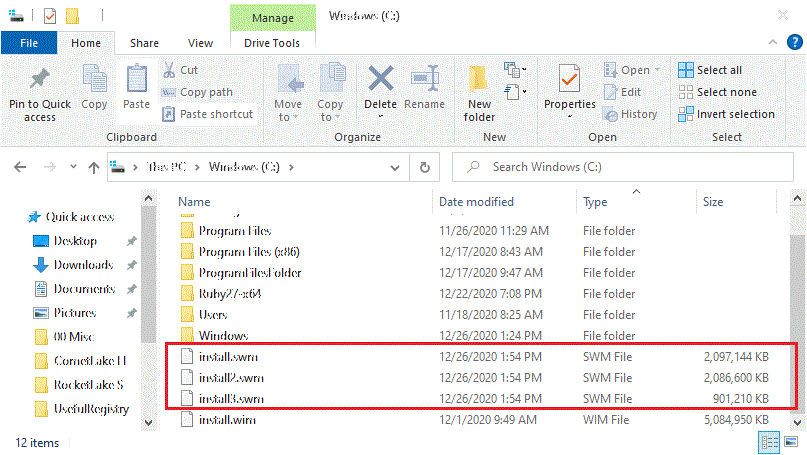 Manage
Windows (C:)
File Home Share View Drive Tools
Pin to Quick access
Copy
Paste
Cut
Copy path
Paste shortcut
Move to
Copy to
Delete
Rename
New folder
Properties
Open
Edit
History
Select all
Select none
Invert selection
Clipboard Organize New Open Select
This PC > Windows (C:) >
Search Windows (C:)
Name Date modified Type Size
Quick access
Desktop
Downloads
Documents
Pictures
00 Misc
RocketLake S
UsefulRegistry
Program Files 11/26/2020 11:29 AM File folder
Program Files (x86) 12/17/2020 8:43 AM File folder
ProgramFilesFolder 12/17/2020 9:47 AM File folder
Ruby27-x64 12/22/2020 7:08 PM File folder
Users 11/18/2020 8:25 AM File folder
Windows 12/26/2020 1:24 PM File folder
install.swm 12/26/2020 1:54 PM SWM File 2,097,144 KB
install2.swm 12/26/2020 1:54 PM SWM File 2,086,600 KB
install3.swm 12/26/2020 1:54 PM SWM File 901,210 KB
install.wim 12/1/2020 9:49 AM WIM File 5,084,950 KB
12 items